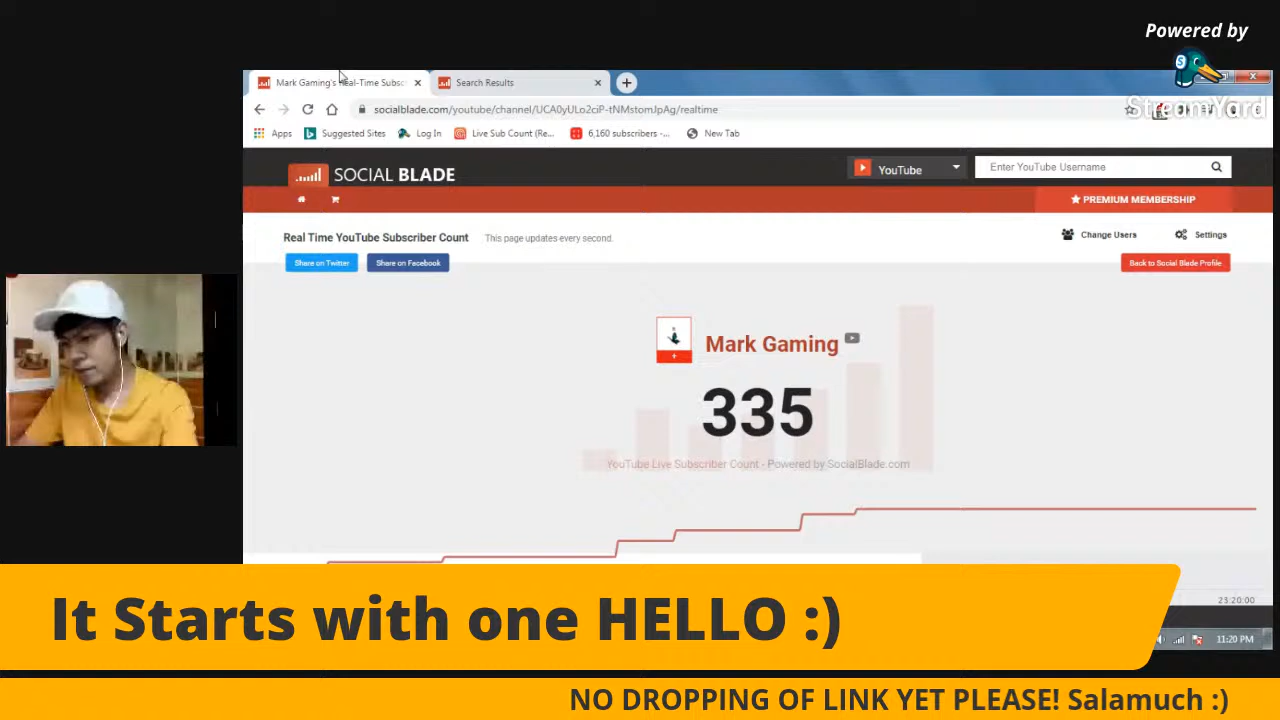 Powered by
StreamYard
Mark Gaming's Real-Time Subsc
Search Results
socialblade.com/youtube/channel/UCA0yULo2ciP-tNMstomJpAg/realtime
Apps
Suggested Sites
Log In
Live Sub Count (Re...
6,160 subscribers -...
New Tab
SOCIAL BLADE
YouTube
Enter YouTube Username
PREMIUM MEMBERSHIP
Real Time YouTube Subscriber Count
This page updates every second.
Change Users
Settings
Share on Twitter
Share on Facebook
Back to Social Blade Profile
Mark Gaming
335
YouTube Live Subscriber Count - Powered by SocialBlade.com
23:20:00
11:20 PM
It Starts with one HELLO :)
NO DROPPING OF LINK YET PLEASE! Salamuch :)